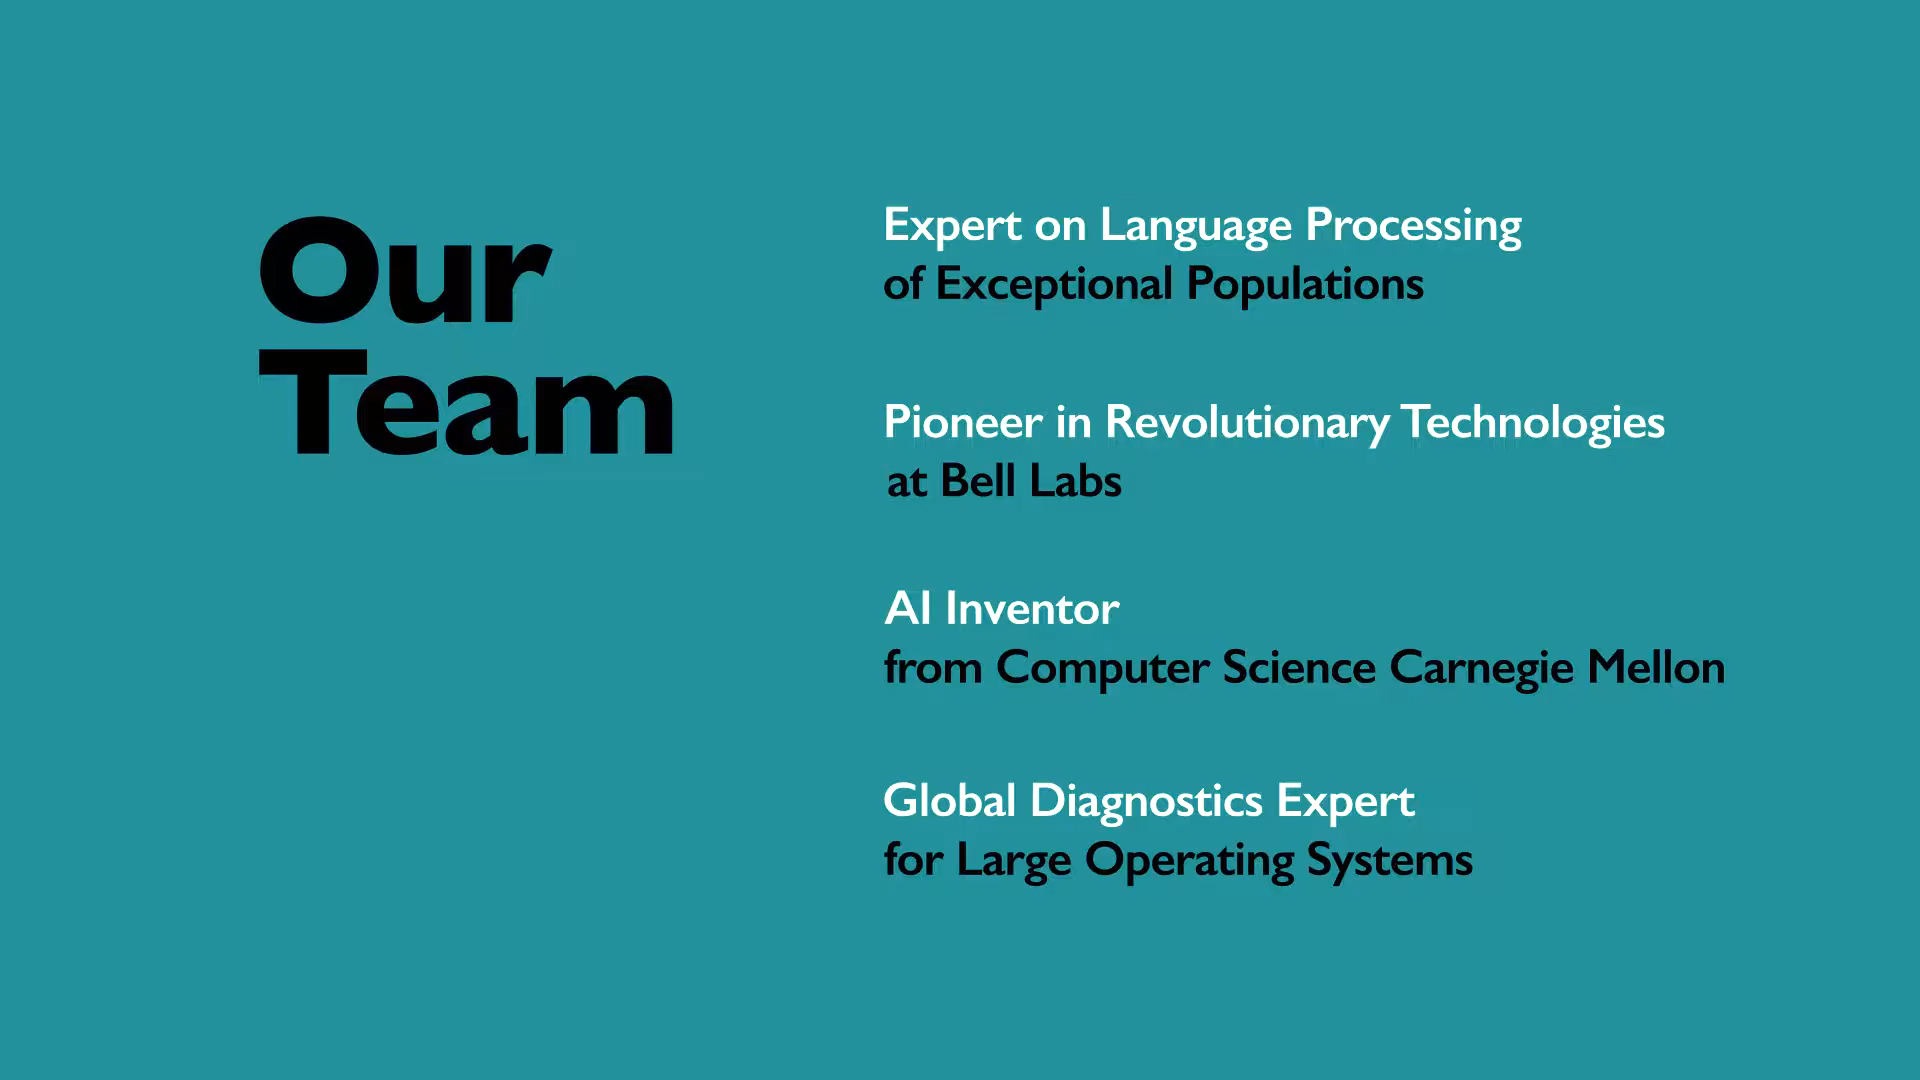 Our
Team
Expert on Language Processing
of Exceptional Populations
Pioneer in Revolutionary Technologies
at Bell Labs
AI Inventor
from Computer Science Carnegie Mellon
Global Diagnostics Expert
for Large Operating Systems